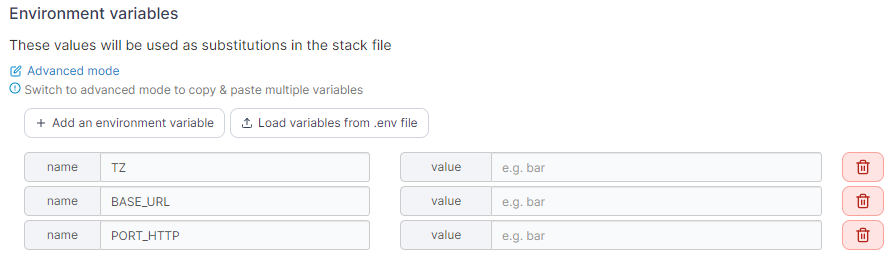 Environment variables
These values will be used as substitutions in the stack file
Advanced mode
Switch to advanced mode to copy & paste multiple variables
+ Add an environment variable Load variables from .env file
name TZ value e.g. bar
name BASE_URL value e.g. bar
name PORT_HTTP value e.g. bar